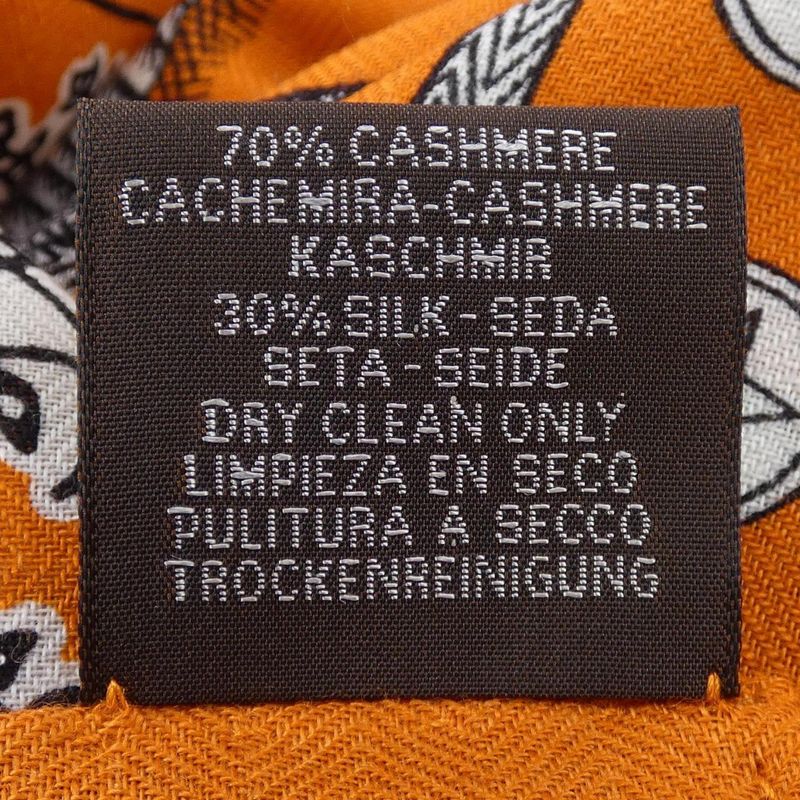 70% CASHMERE
CACHEMIRA-CASHMERE
KASCHMIR
30% SILK-SEDA
SETA-SEIDE
DRY CLEAN ONLY
LIMPIEZA EN SECO
PULITURA A SECCO
TROCKENREINIGUNG